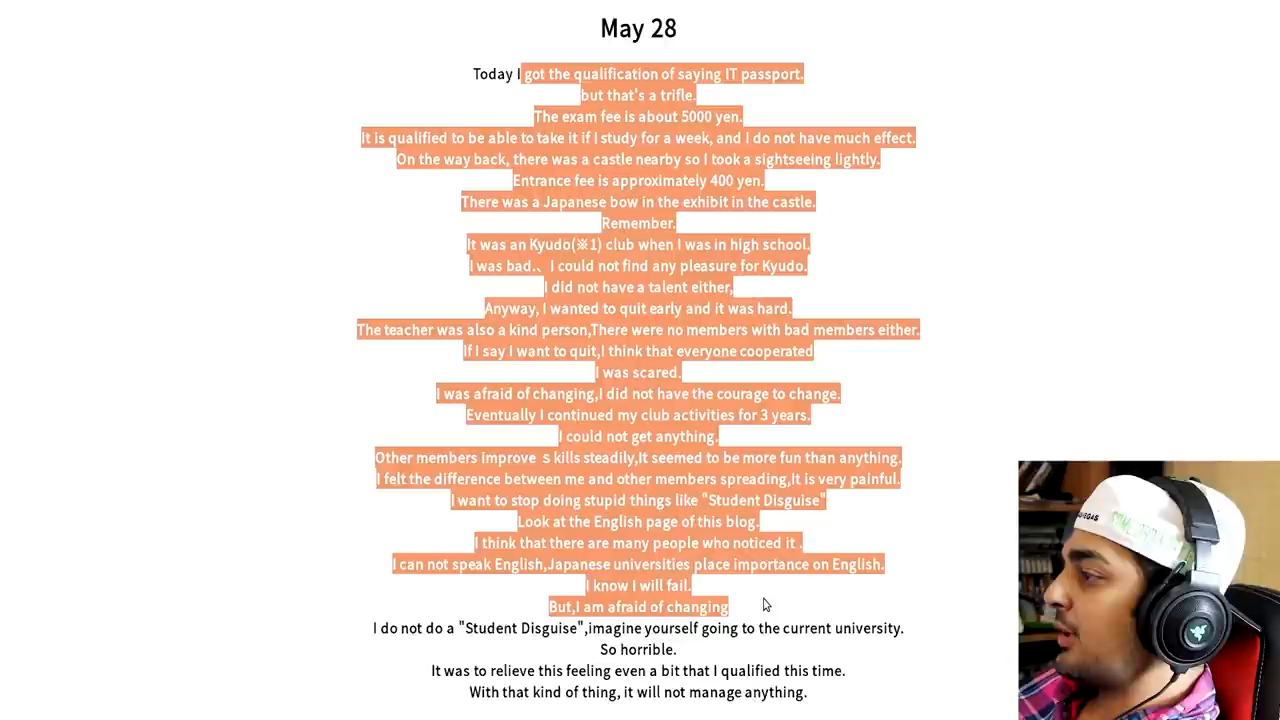 May 28
Today I got the qualification of saying IT passport.
but that's a trifle.
The exam fee is about 5000 yen.
It is qualified to be able to take it if I study for a week, and I do not have much effect.
On the way back, there was a castle nearby so I took a sightseeing lightly.
Entrance fee is approximately 400 yen.
There was a Japanese bow in the exhibit in the castle.
Remember.
It was an Kyudo(※1) club when I was in high school.
I was bad.、 I could not find any pleasure for Kyudo.
I did not have a talent either,
Anyway, I wanted to quit early and it was hard.
The teacher was also a kind person,There were no members with bad members either.
If I say I want to quit,I think that everyone cooperated
I was scared.
I was afraid of changing,I did not have the courage to change.
Eventually I continued my club activities for 3 years.
I could not get anything.
Other members improve ｓkills steadily,It seemed to be more fun than anything.
I felt the difference between me and other members spreading,It is very painful.
I want to stop doing stupid things like "Student Disguise"
Look at the English page of this blog.
I think that there are many people who noticed it .
I can not speak English,Japanese universities place importance on English.
I know I will fail.
But,I am afraid of changing
I do not do a "Student Disguise",imagine yourself going to the current university.
So horrible.
It was to relieve this feeling even a bit that I qualified this time.
With that kind of thing, it will not manage anything.